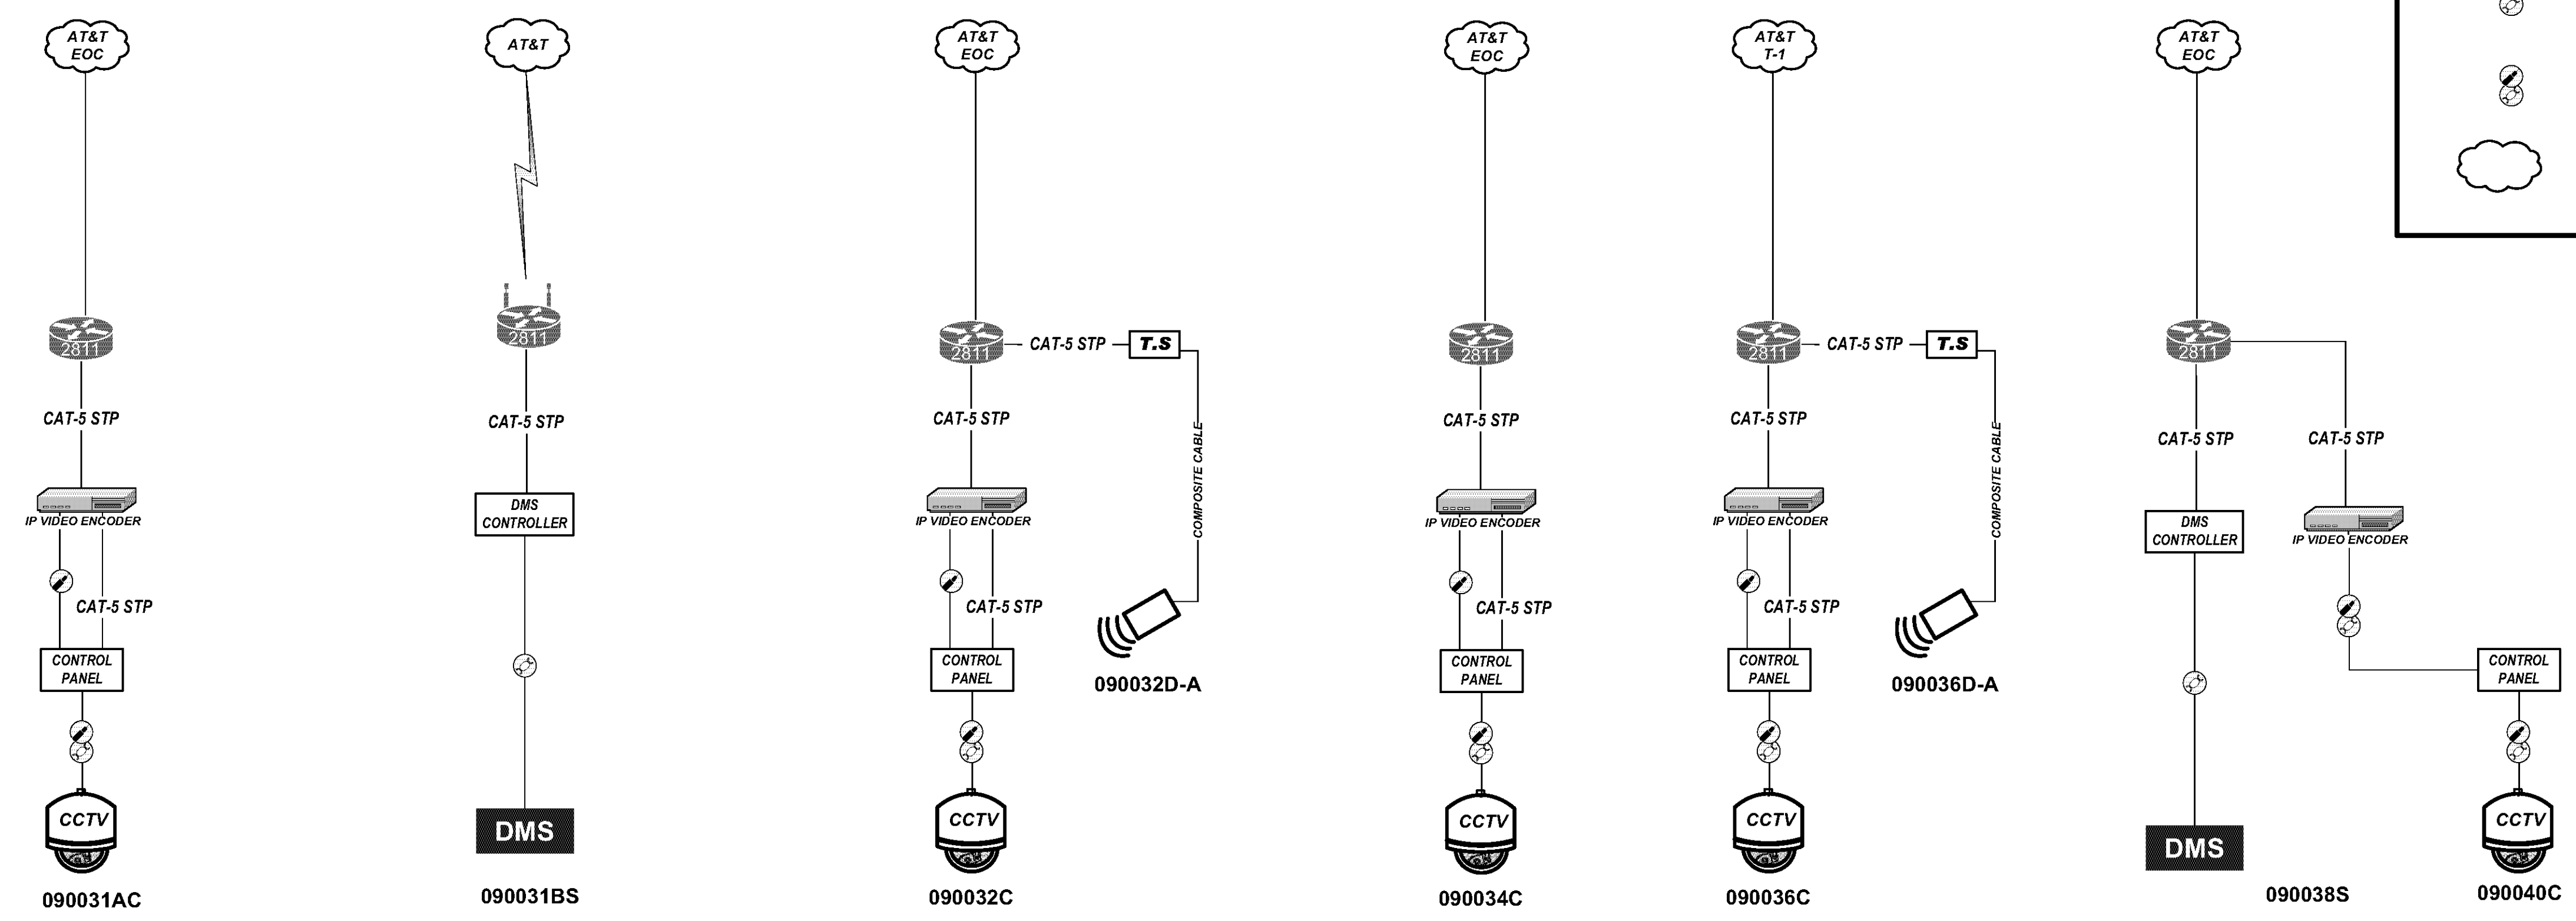 AT&T
EOC
2811
CAT-5 STP
IP VIDEO ENCODER
CAT-5 STP
CONTROL
PANEL
CCTV
090031AC
AT&T
2811
CAT-5 STP
DMS
CONTROLLER
DMS
090031BS
AT&T
EOC
2811
CAT-5 STP
T.S
COMPOSITE CABLE
090032D-A
CAT-5 STP
IP VIDEO ENCODER
CAT-5 STP
CONTROL
PANEL
CCTV
090032C
AT&T
EOC
2811
CAT-5 STP
IP VIDEO ENCODER
CAT-5 STP
CONTROL
PANEL
CCTV
090034C
AT&T
T-1
2811
CAT-5 STP
T.S
COMPOSITE CABLE
090036D-A
CAT-5 STP
IP VIDEO ENCODER
CAT-5 STP
CONTROL
PANEL
CCTV
090036C
AT&T
EOC
2811
CAT-5 STP
DMS
CONTROLLER
DMS
090038S
CAT-5 STP
IP VIDEO ENCODER
CONTROL
PANEL
CCTV
090040C